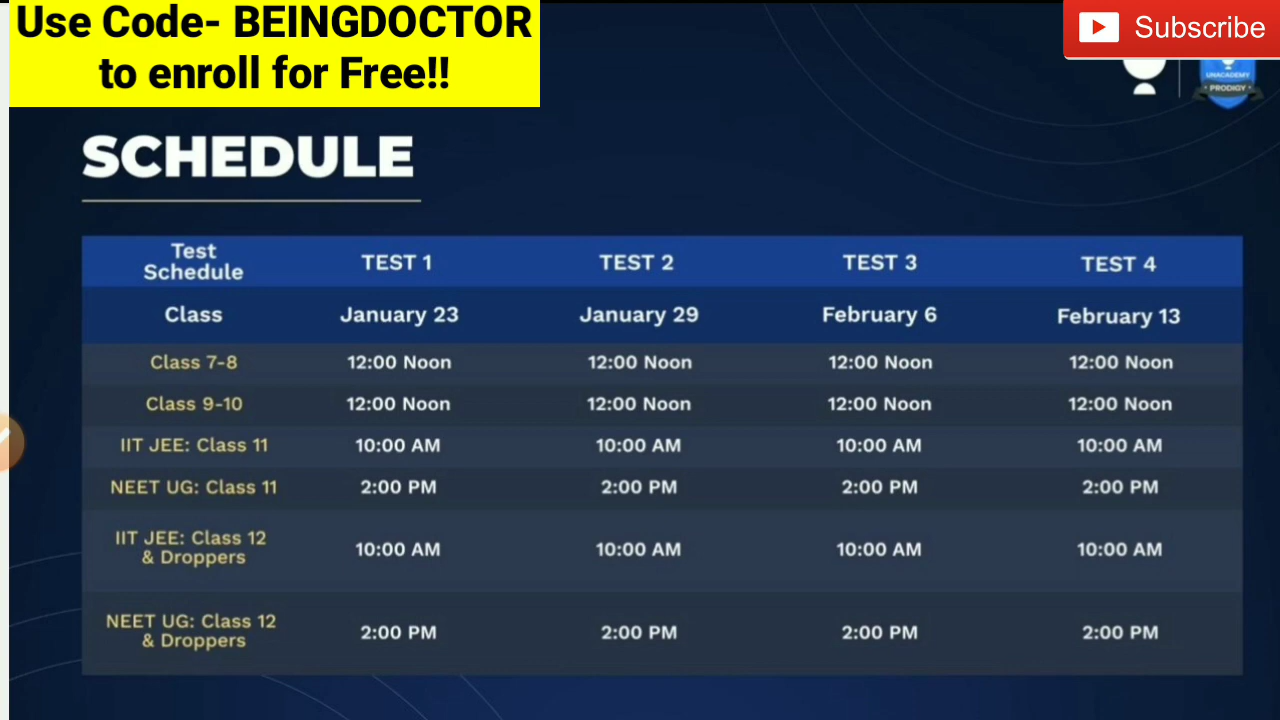 Use Code- BEINGDOCTOR
to enroll for Free!!
Subscribe
UNACADEMY
PRODIGY
SCHEDULE
Test Schedule TEST 1 TEST 2 TEST 3 TEST 4
Class January 23 January 29 February 6 February 13
Class 7-8 12:00 Noon 12:00 Noon 12:00 Noon 12:00 Noon
Class 9-10 12:00 Noon 12:00 Noon 12:00 Noon 12:00 Noon
IIT JEE: Class 11 10:00 AM 10:00 AM 10:00 AM 10:00 AM
NEET UG: Class 11 2:00 PM 2:00 PM 2:00 PM 2:00 PM
IIT JEE: Class 12
& Droppers 10:00 AM 10:00 AM 10:00 AM 10:00 AM
NEET UG: Class 12
& Droppers 2:00 PM 2:00 PM 2:00 PM 2:00 PM